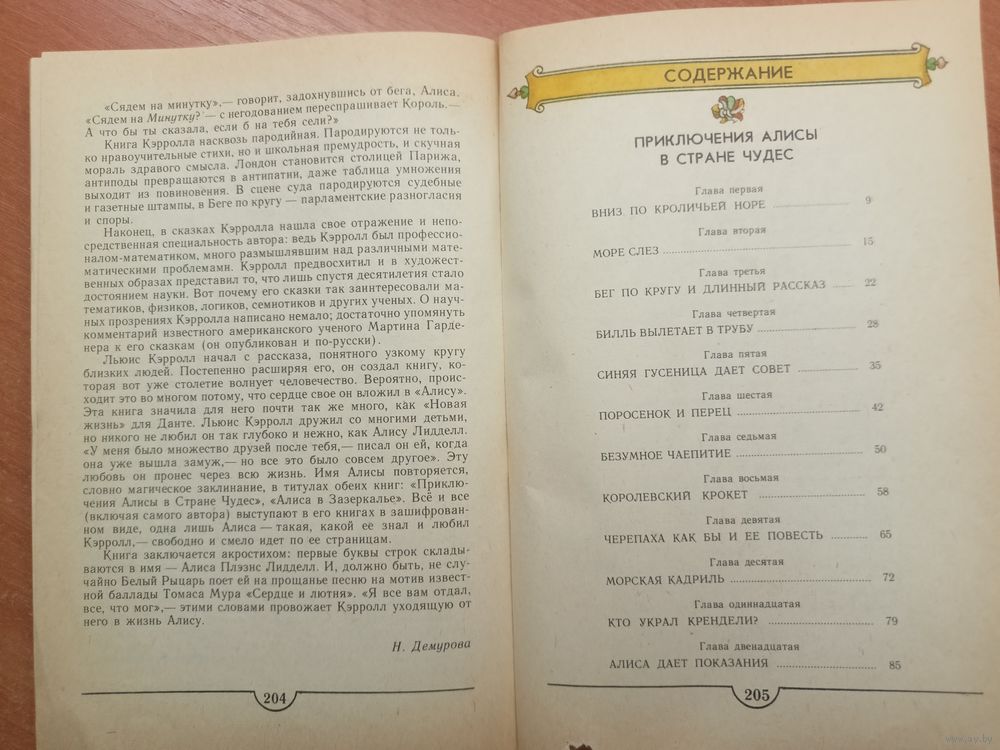 «Сядем на минутку»,— говорит, задохнувшись от бега, Алиса.
«Сядем на Минутку?— с негодованием переспрашивает Король.—
А что бы ты сказала, если б на тебя сели?»
Книга Кэрролла насквозь пародийная. Пародируются не толь-
ко нравоучительные стихи, но и школьная премудрость, и скучная
мораль здравого смысла. Лондон становится столицей Парижа,
антиподы превращаются в антипатии, даже таблица умножения
выходит из повиновения. В сцене суда пародируются судебные
и газетные штампы, в Беге по кругу — парламентские разногласия
и споры.
Наконец, в сказках Кэрролла нашла свое отражение и непо-
средственная специальность автора: ведь Кэрролл был профессио-
налом-математиком, много размышлявшим над различными мате-
матическими проблемами. Кэрролл предвосхитил и в художест-
венных образах представил то, что лишь спустя десятилетия стало
достоянием науки. Вот почему его сказки так заинтересовали ма-
тематиков, физиков, логиков, семиотиков и других ученых. О науч-
ных прозрениях Кэрролла написано немало; достаточно упомянуть
комментарий известного американского ученого Мартина Гарде-
нера к его сказкам (он опубликован и по-русски).
Льюис Кэрролл начал с рассказа, понятного узкому кругу
близких людей. Постепенно расширяя его, он создал книгу, ко-
торая вот уже столетие волнует человечество. Вероятно, проис-
ходит это во многом потому, что сердце свое он вложил в «Алису».
Эта книга значила для него почти так же много, как «Новая
жизнь» для Данте. Льюис Кэрролл дружил со многими детьми,
но никого не любил он так глубоко и нежно, как Алису Лидделл.
«У меня было множество друзей после тебя,— писал он ей, когда
она уже вышла замуж,— но все это было совсем другое». Эту
любовь он пронес через всю жизнь. Имя Алисы повторяется,
словно магическое заклинание, в титулах обеих книг: «Приклю-
чения Алисы в Стране Чудес», «Алиса в Зазеркалье». Всё и все
(включая самого автора) выступают в его книгах в зашифрован-
ном виде, одна лишь Алиса — такая, какой ее знал и любил
Кэрролл,— свободно и смело идет по ее страницам.
Книга заключается акростихом: первые буквы строк склады-
ваются в имя — Алиса Плэзнс Лидделл. И, должно быть, не слу-
чайно Белый Рыцарь поет ей на прощанье песню на мотив извест-
ной баллады Томаса Мура «Сердце и лютня». «Я все вам отдал,
все, что мог»,— этими словами провожает Кэрролл уходящую от
него в жизнь Алису.
Н. Демурова
204
СОДЕРЖАНИЕ
ПРИКЛЮЧЕНИЯ АЛИСЫ
В СТРАНЕ ЧУДЕС
Глава первая
ВНИЗ ПО КРОЛИЧЬЕЙ НОРЕ 9
Глава вторая
МОРЕ СЛЕЗ 15
Глава третья
БЕГ ПО КРУГУ И ДЛИННЫЙ РАССКАЗ 22
Глава четвертая
БИЛЛЬ ВЫЛЕТАЕТ В ТРУБУ 28
Глава пятая
СИНЯЯ ГУСЕНИЦА ДАЕТ СОВЕТ 35
Глава шестая
ПОРОСЕНОК И ПЕРЕЦ 42
Глава седьмая
БЕЗУМНОЕ ЧАЕПИТИЕ 50
Глава восьмая
КОРОЛЕВСКИЙ КРОКЕТ 58
Глава девятая
ЧЕРЕПАХА КАК БЫ И ЕЕ ПОВЕСТЬ 65
Глава десятая
МОРСКАЯ КАДРИЛЬ 72
Глава одиннадцатая
КТО УКРАЛ КРЕНДЕЛИ? 79
Глава двенадцатая
АЛИСА ДАЕТ ПОКАЗАНИЯ 85
205
www.ay.by